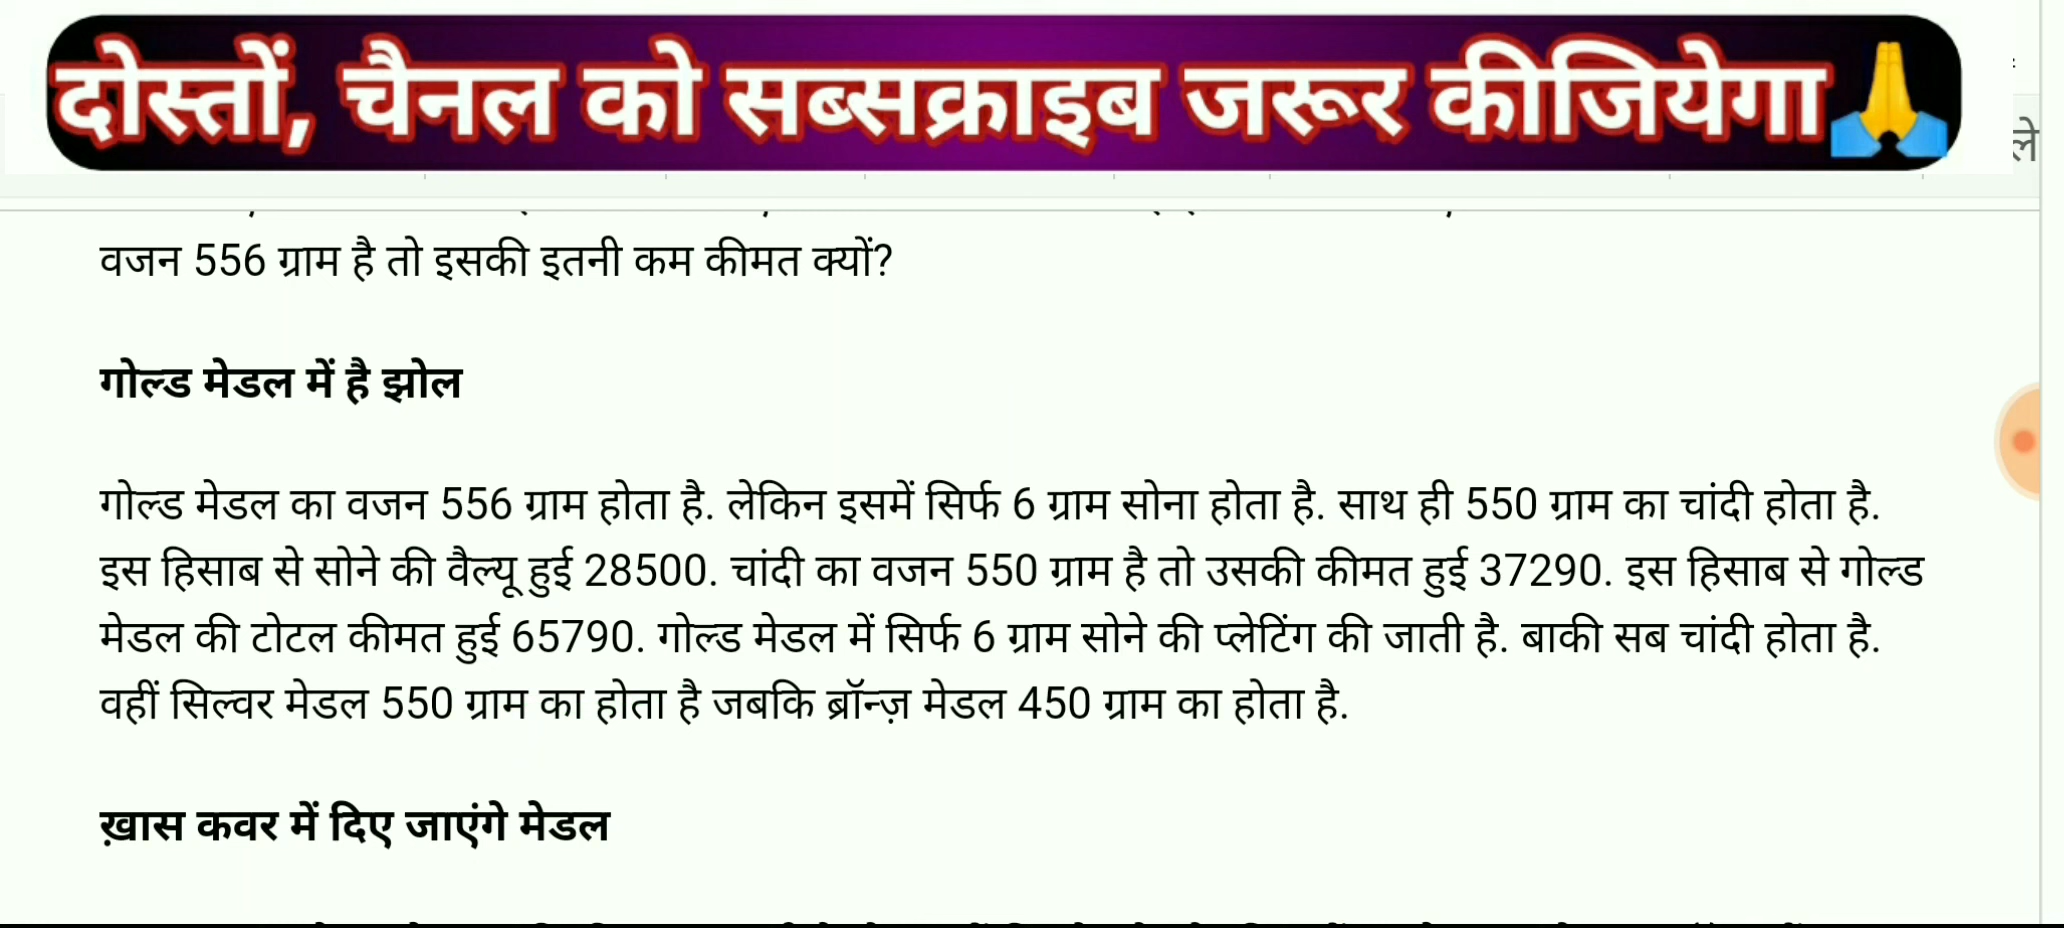 दोस्तों, चैनल को सब्सक्राइब जरूर कीजियेगा🙏
ले
वजन 556 ग्राम है तो इसकी इतनी कम कीमत क्यों?
गोल्ड मेडल में है झोल
गोल्ड मेडल का वजन 556 ग्राम होता है. लेकिन इसमें सिर्फ 6 ग्राम सोना होता है. साथ ही 550 ग्राम का चांदी होता है.
इस हिसाब से सोने की वैल्यू हुई 28500. चांदी का वजन 550 ग्राम है तो उसकी कीमत हुई 37290. इस हिसाब से गोल्ड
मेडल की टोटल कीमत हुई 65790. गोल्ड मेडल में सिर्फ 6 ग्राम सोने की प्लेटिंग की जाती है. बाकी सब चांदी होता है.
वहीं सिल्वर मेडल 550 ग्राम का होता है जबकि ब्रॉन्ज़ मेडल 450 ग्राम का होता है.
ख़ास कवर में दिए जाएंगे मेडल